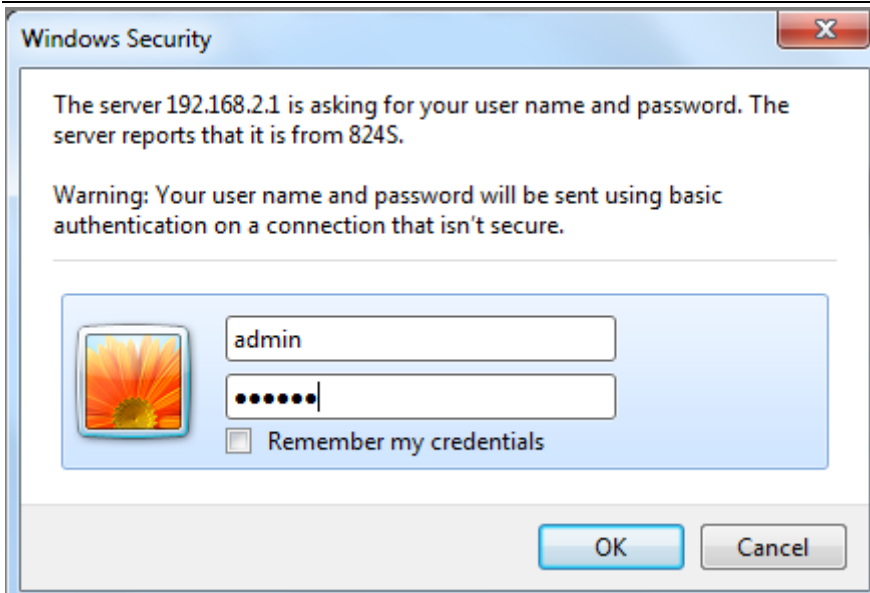 Windows Security
The server 192.168.2.1 is asking for your user name and password. The
server reports that it is from 824S.
Warning: Your user name and password will be sent using basic
authentication on a connection that isn't secure.
admin
••••••
Remember my credentials
OK
Cancel